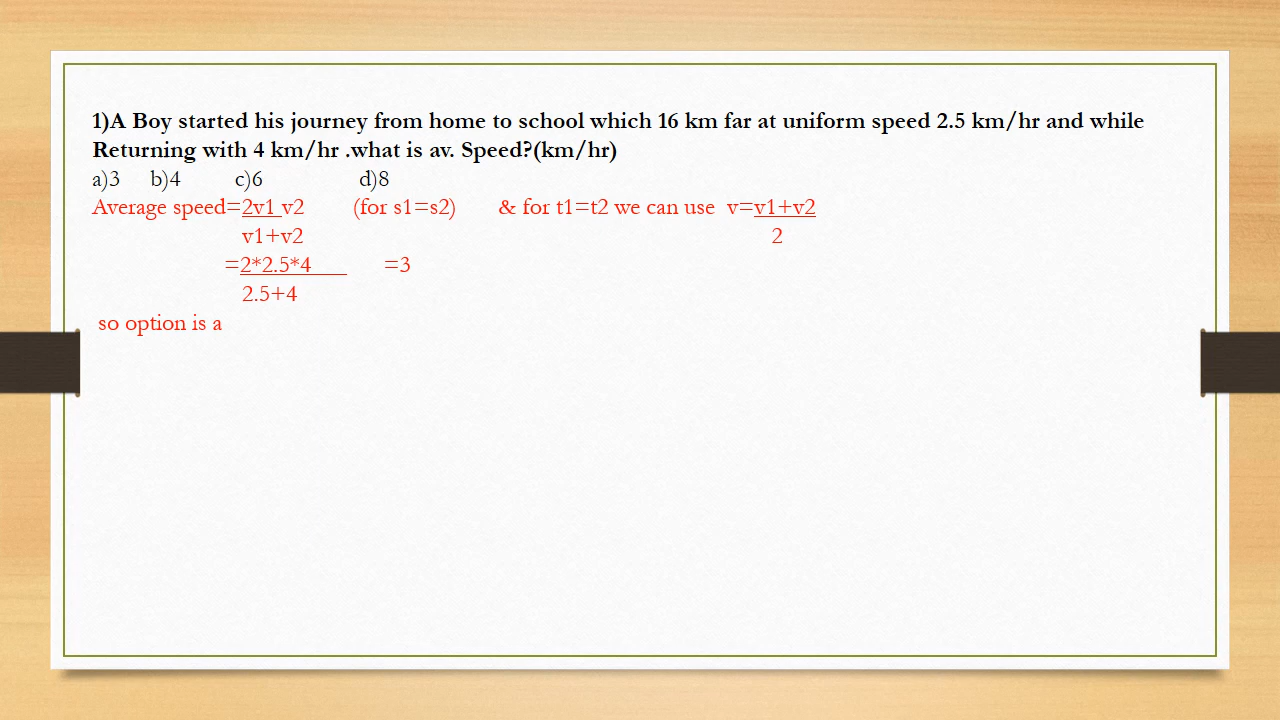 1)A Boy started his journey from home to school which 16 km far at uniform speed 2.5 km/hr and while
Returning with 4 km/hr .what is av. Speed?(km/hr)
a)3 b)4 c)6 d)8
Average speed=2v1 v2 (for s1=s2) & for t1=t2 we can use v=v1+v2
v1+v2 2
=2*2.5*4 =3
2.5+4
so option is a